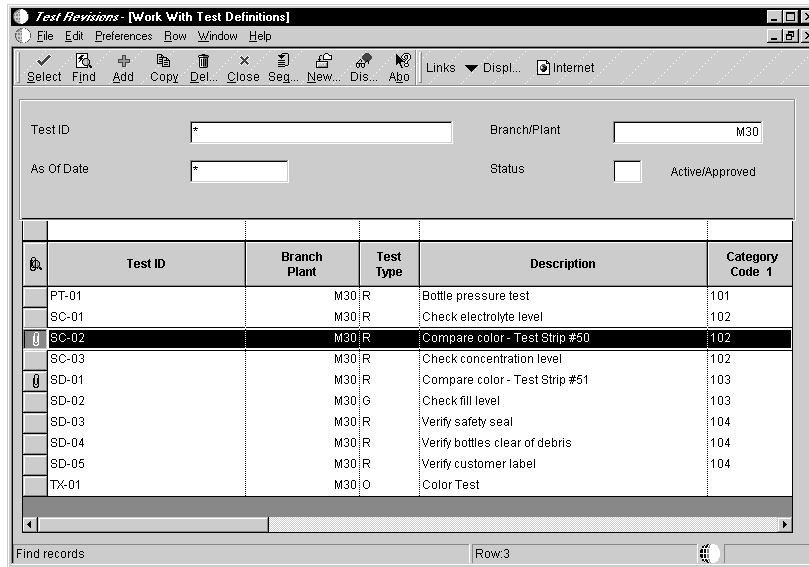 Test Revisions - [Work With Test Definitions]
File Edit Preferences Row Window Help
Select Find Add Copy Del... Close Seq... New... Dis... Abo Links Displ... Internet
Test ID * Branch/Plant M30
As Of Date * Status Active/Approved
Test ID Branch Plant Test Type Description Category Code 1
PT-01 M30 R Bottle pressure test 101
SC-01 M30 R Check electrolyte level 102
SC-02 M30 R Compare color - Test Strip #50 102
SC-03 M30 R Check concentration level 102
SD-01 M30 R Compare color - Test Strip #51 103
SD-02 M30 G Check fill level 103
SD-03 M30 R Verify safety seal 104
SD-04 M30 R Verify bottles clear of debris 104
SD-05 M30 R Verify customer label 104
TX-01 M30 O Color Test
Find records Row:3